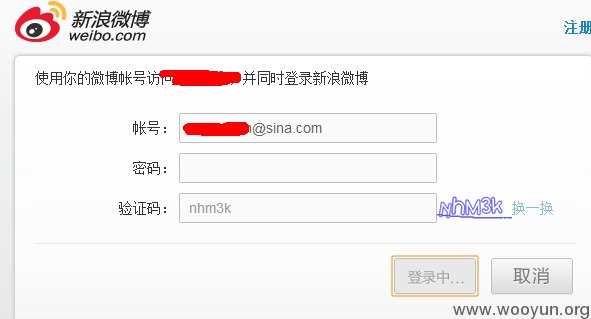 新浪微博
weibo.com
注册
使用你的微博帐号访问 ，并同时登录新浪微博
帐号： @sina.com
密码：
验证码： nhm3k NhM3k 换一换
登录中... 取消
www.wooyun.org